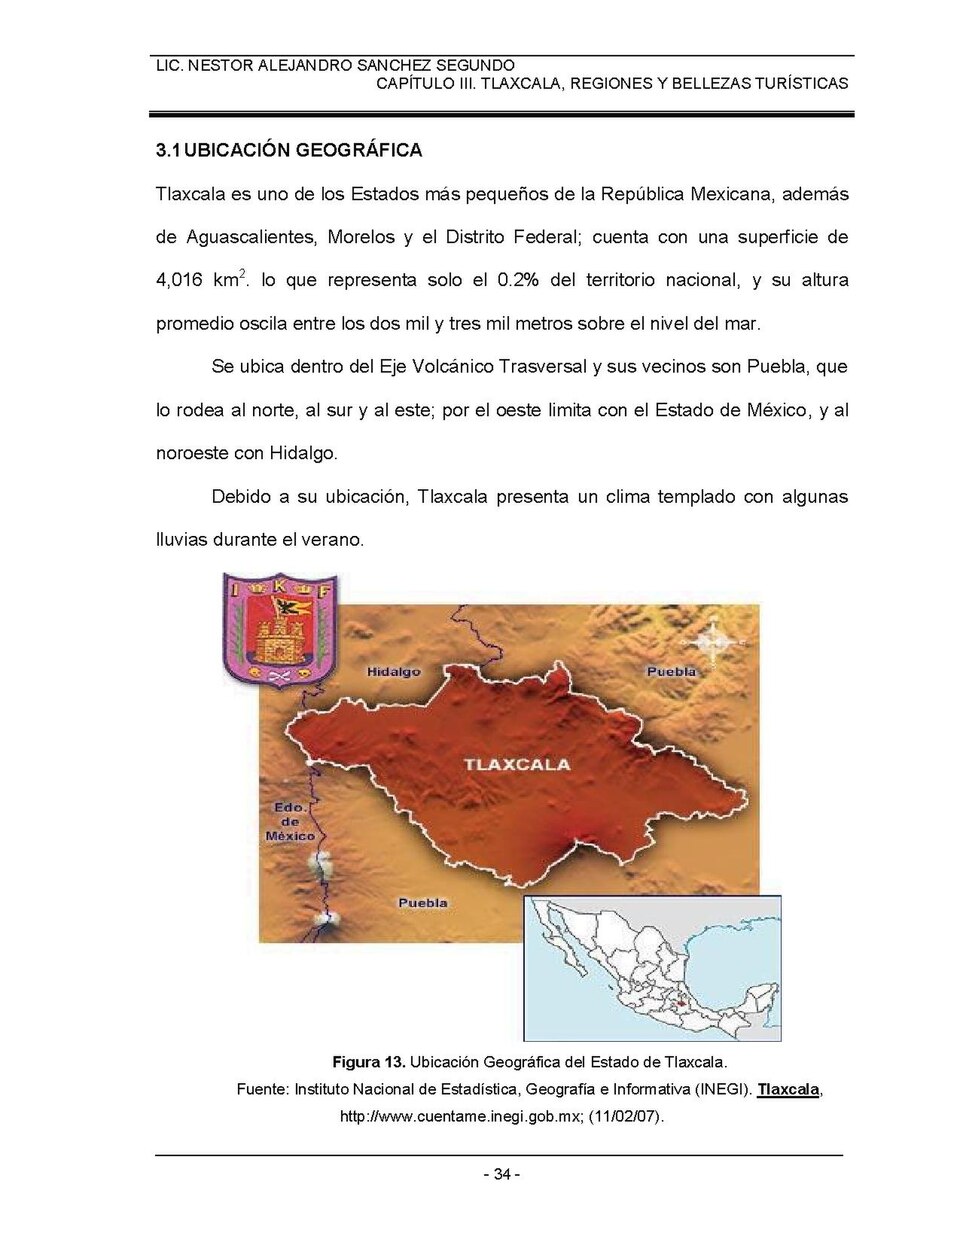 LIC. NESTOR ALEJANDRO SANCHEZ SEGUNDO
CAPÍTULO III. TLAXCALA, REGIONES Y BELLEZAS TURÍSTICAS
3.1 UBICACIÓN GEOGRÁFICA
Tlaxcala es uno de los Estados más pequeños de la República Mexicana, además
de Aguascalientes, Morelos y el Distrito Federal; cuenta con una superficie de
4,016 km². lo que representa solo el 0.2% del territorio nacional, y su altura
promedio oscila entre los dos mil y tres mil metros sobre el nivel del mar.
Se ubica dentro del Eje Volcánico Trasversal y sus vecinos son Puebla, que
lo rodea al norte, al sur y al este; por el oeste limita con el Estado de México, y al
noroeste con Hidalgo.
Debido a su ubicación, Tlaxcala presenta un clima templado con algunas
lluvias durante el verano.
I K F
Hidalgo
Puebla
TLAXCALA
Edo.
de
México
Puebla
Figura 13. Ubicación Geográfica del Estado de Tlaxcala.
Fuente: Instituto Nacional de Estadística, Geografía e Informativa (INEGI). Tlaxcala,
http://www.cuentame.inegi.gob.mx; (11/02/07).
- 34 -